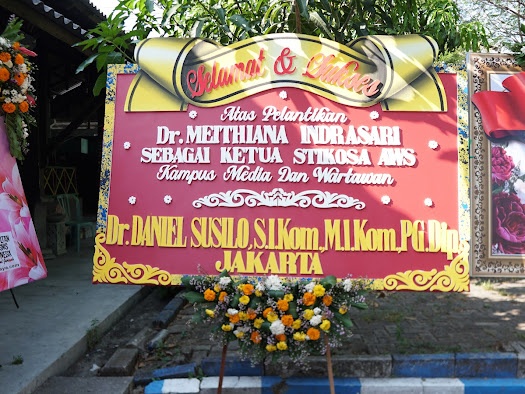 Selamat & Sukses
Atas Pelantikan
Dr. MEITHIANA INDRASARI
SEBAGAI KETUA STIKOSA AWS
Kampus Media Dan Wartawan
Dr. DANIEL SUSILO, S.I.Kom., M.I.Kom., PG.Dip.
JAKARTA